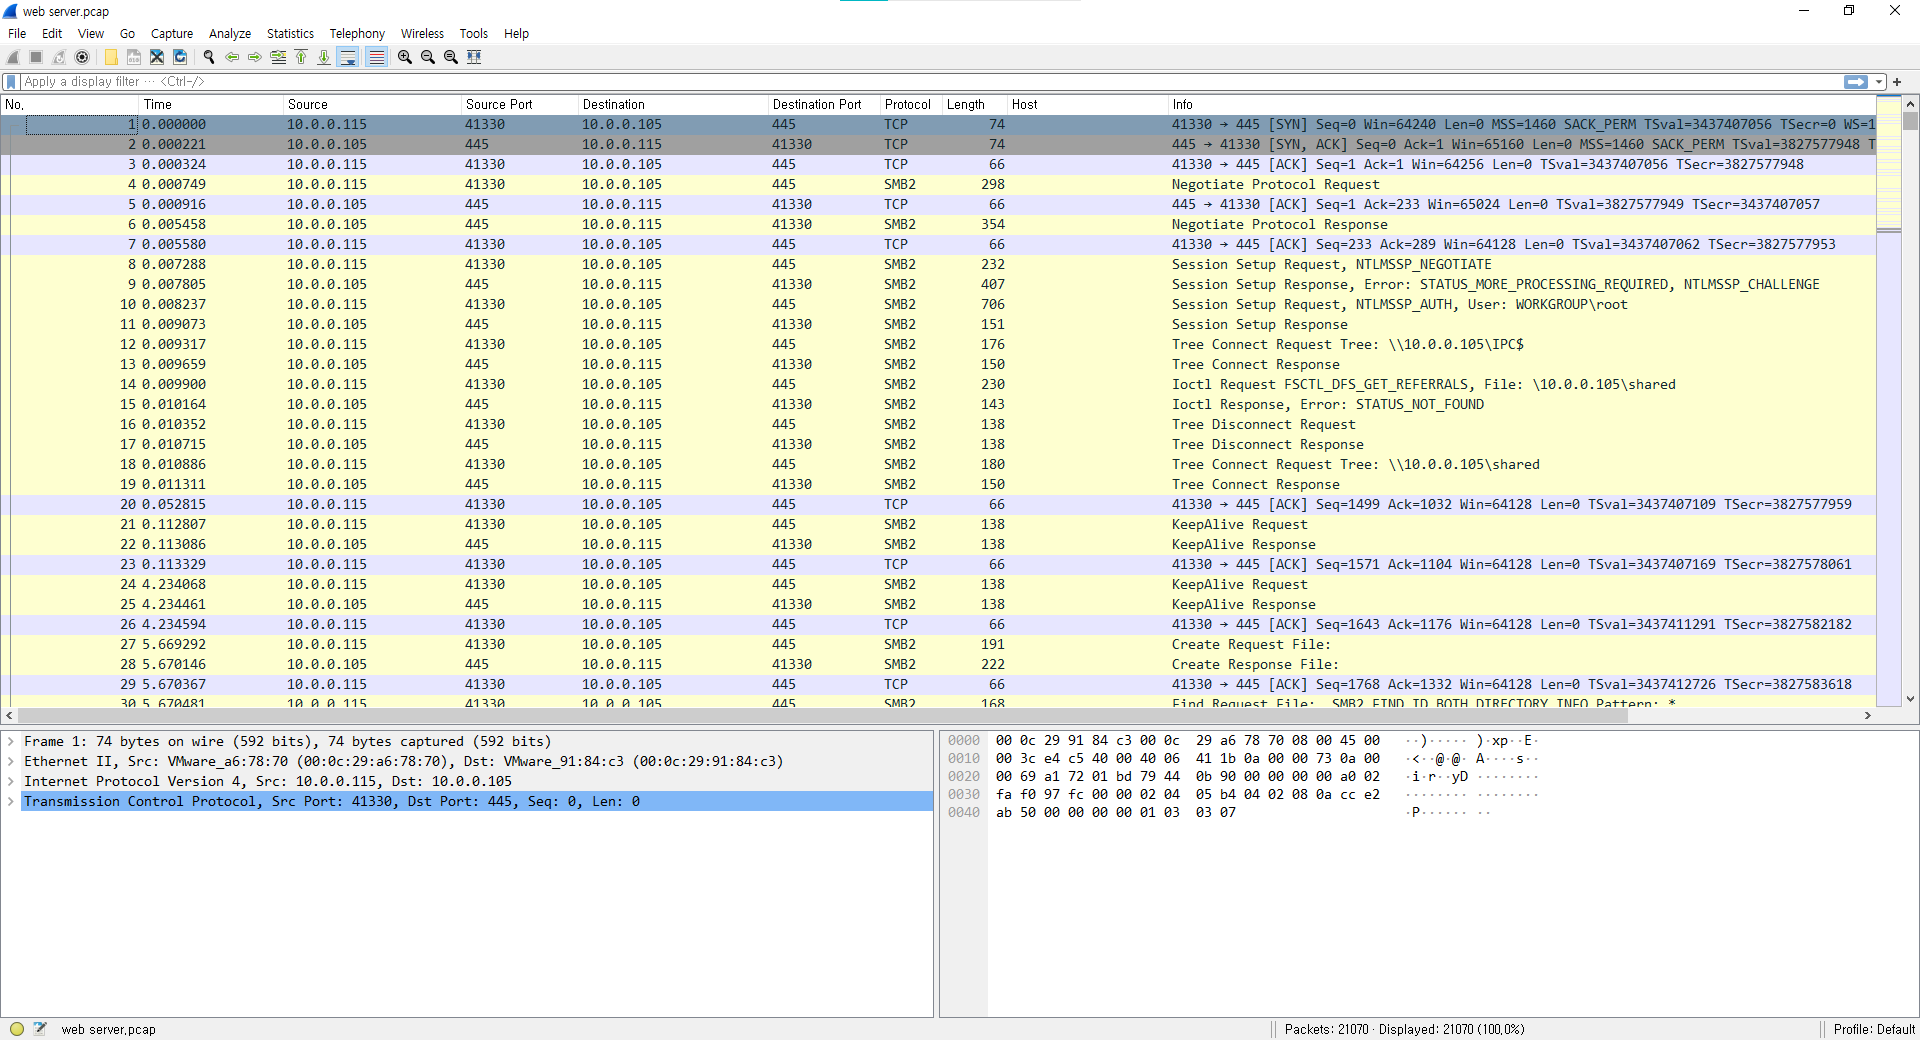 web server.pcap
File Edit View Go Capture Analyze Statistics Telephony Wireless Tools Help
Apply a display filter ··· <Ctrl-/>
No. Time Source Source Port Destination Destination Port Protocol Length Host Info
1 0.000000 10.0.0.115 41330 10.0.0.105 445 TCP 74 41330 → 445 [SYN] Seq=0 Win=64240 Len=0 MSS=1460 SACK_PERM TSval=3437407056 TSecr=0 WS=1
2 0.000221 10.0.0.105 445 10.0.0.115 41330 TCP 74 445 → 41330 [SYN, ACK] Seq=0 Ack=1 Win=65160 Len=0 MSS=1460 SACK_PERM TSval=3827577948 T
3 0.000324 10.0.0.115 41330 10.0.0.105 445 TCP 66 41330 → 445 [ACK] Seq=1 Ack=1 Win=64256 Len=0 TSval=3437407056 TSecr=3827577948
4 0.000749 10.0.0.115 41330 10.0.0.105 445 SMB2 298 Negotiate Protocol Request
5 0.000916 10.0.0.105 445 10.0.0.115 41330 TCP 66 445 → 41330 [ACK] Seq=1 Ack=233 Win=65024 Len=0 TSval=3827577949 TSecr=3437407057
6 0.005458 10.0.0.105 445 10.0.0.115 41330 SMB2 354 Negotiate Protocol Response
7 0.005580 10.0.0.115 41330 10.0.0.105 445 TCP 66 41330 → 445 [ACK] Seq=233 Ack=289 Win=64128 Len=0 TSval=3437407062 TSecr=3827577953
8 0.007288 10.0.0.115 41330 10.0.0.105 445 SMB2 232 Session Setup Request, NTLMSSP_NEGOTIATE
9 0.007805 10.0.0.105 445 10.0.0.115 41330 SMB2 407 Session Setup Response, Error: STATUS_MORE_PROCESSING_REQUIRED, NTLMSSP_CHALLENGE
10 0.008237 10.0.0.115 41330 10.0.0.105 445 SMB2 706 Session Setup Request, NTLMSSP_AUTH, User: WORKGROUP\root
11 0.009073 10.0.0.105 445 10.0.0.115 41330 SMB2 151 Session Setup Response
12 0.009317 10.0.0.115 41330 10.0.0.105 445 SMB2 176 Tree Connect Request Tree: \\10.0.0.105\IPC$
13 0.009659 10.0.0.105 445 10.0.0.115 41330 SMB2 150 Tree Connect Response
14 0.009900 10.0.0.115 41330 10.0.0.105 445 SMB2 230 Ioctl Request FSCTL_DFS_GET_REFERRALS, File: \10.0.0.105\shared
15 0.010164 10.0.0.105 445 10.0.0.115 41330 SMB2 143 Ioctl Response, Error: STATUS_NOT_FOUND
16 0.010352 10.0.0.115 41330 10.0.0.105 445 SMB2 138 Tree Disconnect Request
17 0.010715 10.0.0.105 445 10.0.0.115 41330 SMB2 138 Tree Disconnect Response
18 0.010886 10.0.0.115 41330 10.0.0.105 445 SMB2 180 Tree Connect Request Tree: \\10.0.0.105\shared
19 0.011311 10.0.0.105 445 10.0.0.115 41330 SMB2 150 Tree Connect Response
20 0.052815 10.0.0.115 41330 10.0.0.105 445 TCP 66 41330 → 445 [ACK] Seq=1499 Ack=1032 Win=64128 Len=0 TSval=3437407109 TSecr=3827577959
21 0.112807 10.0.0.115 41330 10.0.0.105 445 SMB2 138 KeepAlive Request
22 0.113086 10.0.0.105 445 10.0.0.115 41330 SMB2 138 KeepAlive Response
23 0.113329 10.0.0.115 41330 10.0.0.105 445 TCP 66 41330 → 445 [ACK] Seq=1571 Ack=1104 Win=64128 Len=0 TSval=3437407169 TSecr=3827578061
24 4.234068 10.0.0.115 41330 10.0.0.105 445 SMB2 138 KeepAlive Request
25 4.234461 10.0.0.105 445 10.0.0.115 41330 SMB2 138 KeepAlive Response
26 4.234594 10.0.0.115 41330 10.0.0.105 445 TCP 66 41330 → 445 [ACK] Seq=1643 Ack=1176 Win=64128 Len=0 TSval=3437411291 TSecr=3827582182
27 5.669292 10.0.0.115 41330 10.0.0.105 445 SMB2 191 Create Request File:
28 5.670146 10.0.0.105 445 10.0.0.115 41330 SMB2 222 Create Response File:
29 5.670367 10.0.0.115 41330 10.0.0.105 445 TCP 66 41330 → 445 [ACK] Seq=1768 Ack=1332 Win=64128 Len=0 TSval=3437412726 TSecr=3827583618
30 5.670481 10.0.0.115 41330 10.0.0.105 445 SMB2 168 Find Request File: SMB2_FIND_ID_BOTH_DIRECTORY_INFO Pattern: *
Frame 1: 74 bytes on wire (592 bits), 74 bytes captured (592 bits)
Ethernet II, Src: VMware_a6:78:70 (00:0c:29:a6:78:70), Dst: VMware_91:84:c3 (00:0c:29:91:84:c3)
Internet Protocol Version 4, Src: 10.0.0.115, Dst: 10.0.0.105
Transmission Control Protocol, Src Port: 41330, Dst Port: 445, Seq: 0, Len: 0
0000 00 0c 29 91 84 c3 00 0c 29 a6 78 70 08 00 45 00 ··)····· )·xp··E·
0010 00 3c e4 c5 40 00 40 06 41 1b 0a 00 00 73 0a 00 ·<··@·@· A····s··
0020 00 69 a1 72 01 bd 79 44 0b 90 00 00 00 00 a0 02 ·i·r··yD ········
0030 fa f0 97 fc 00 00 02 04 05 b4 04 02 08 0a cc e2 ········ ········
0040 ab 50 00 00 00 00 01 03 03 07 ·P······ ··
web server.pcap Packets: 21070 · Displayed: 21070 (100.0%) Profile: Default